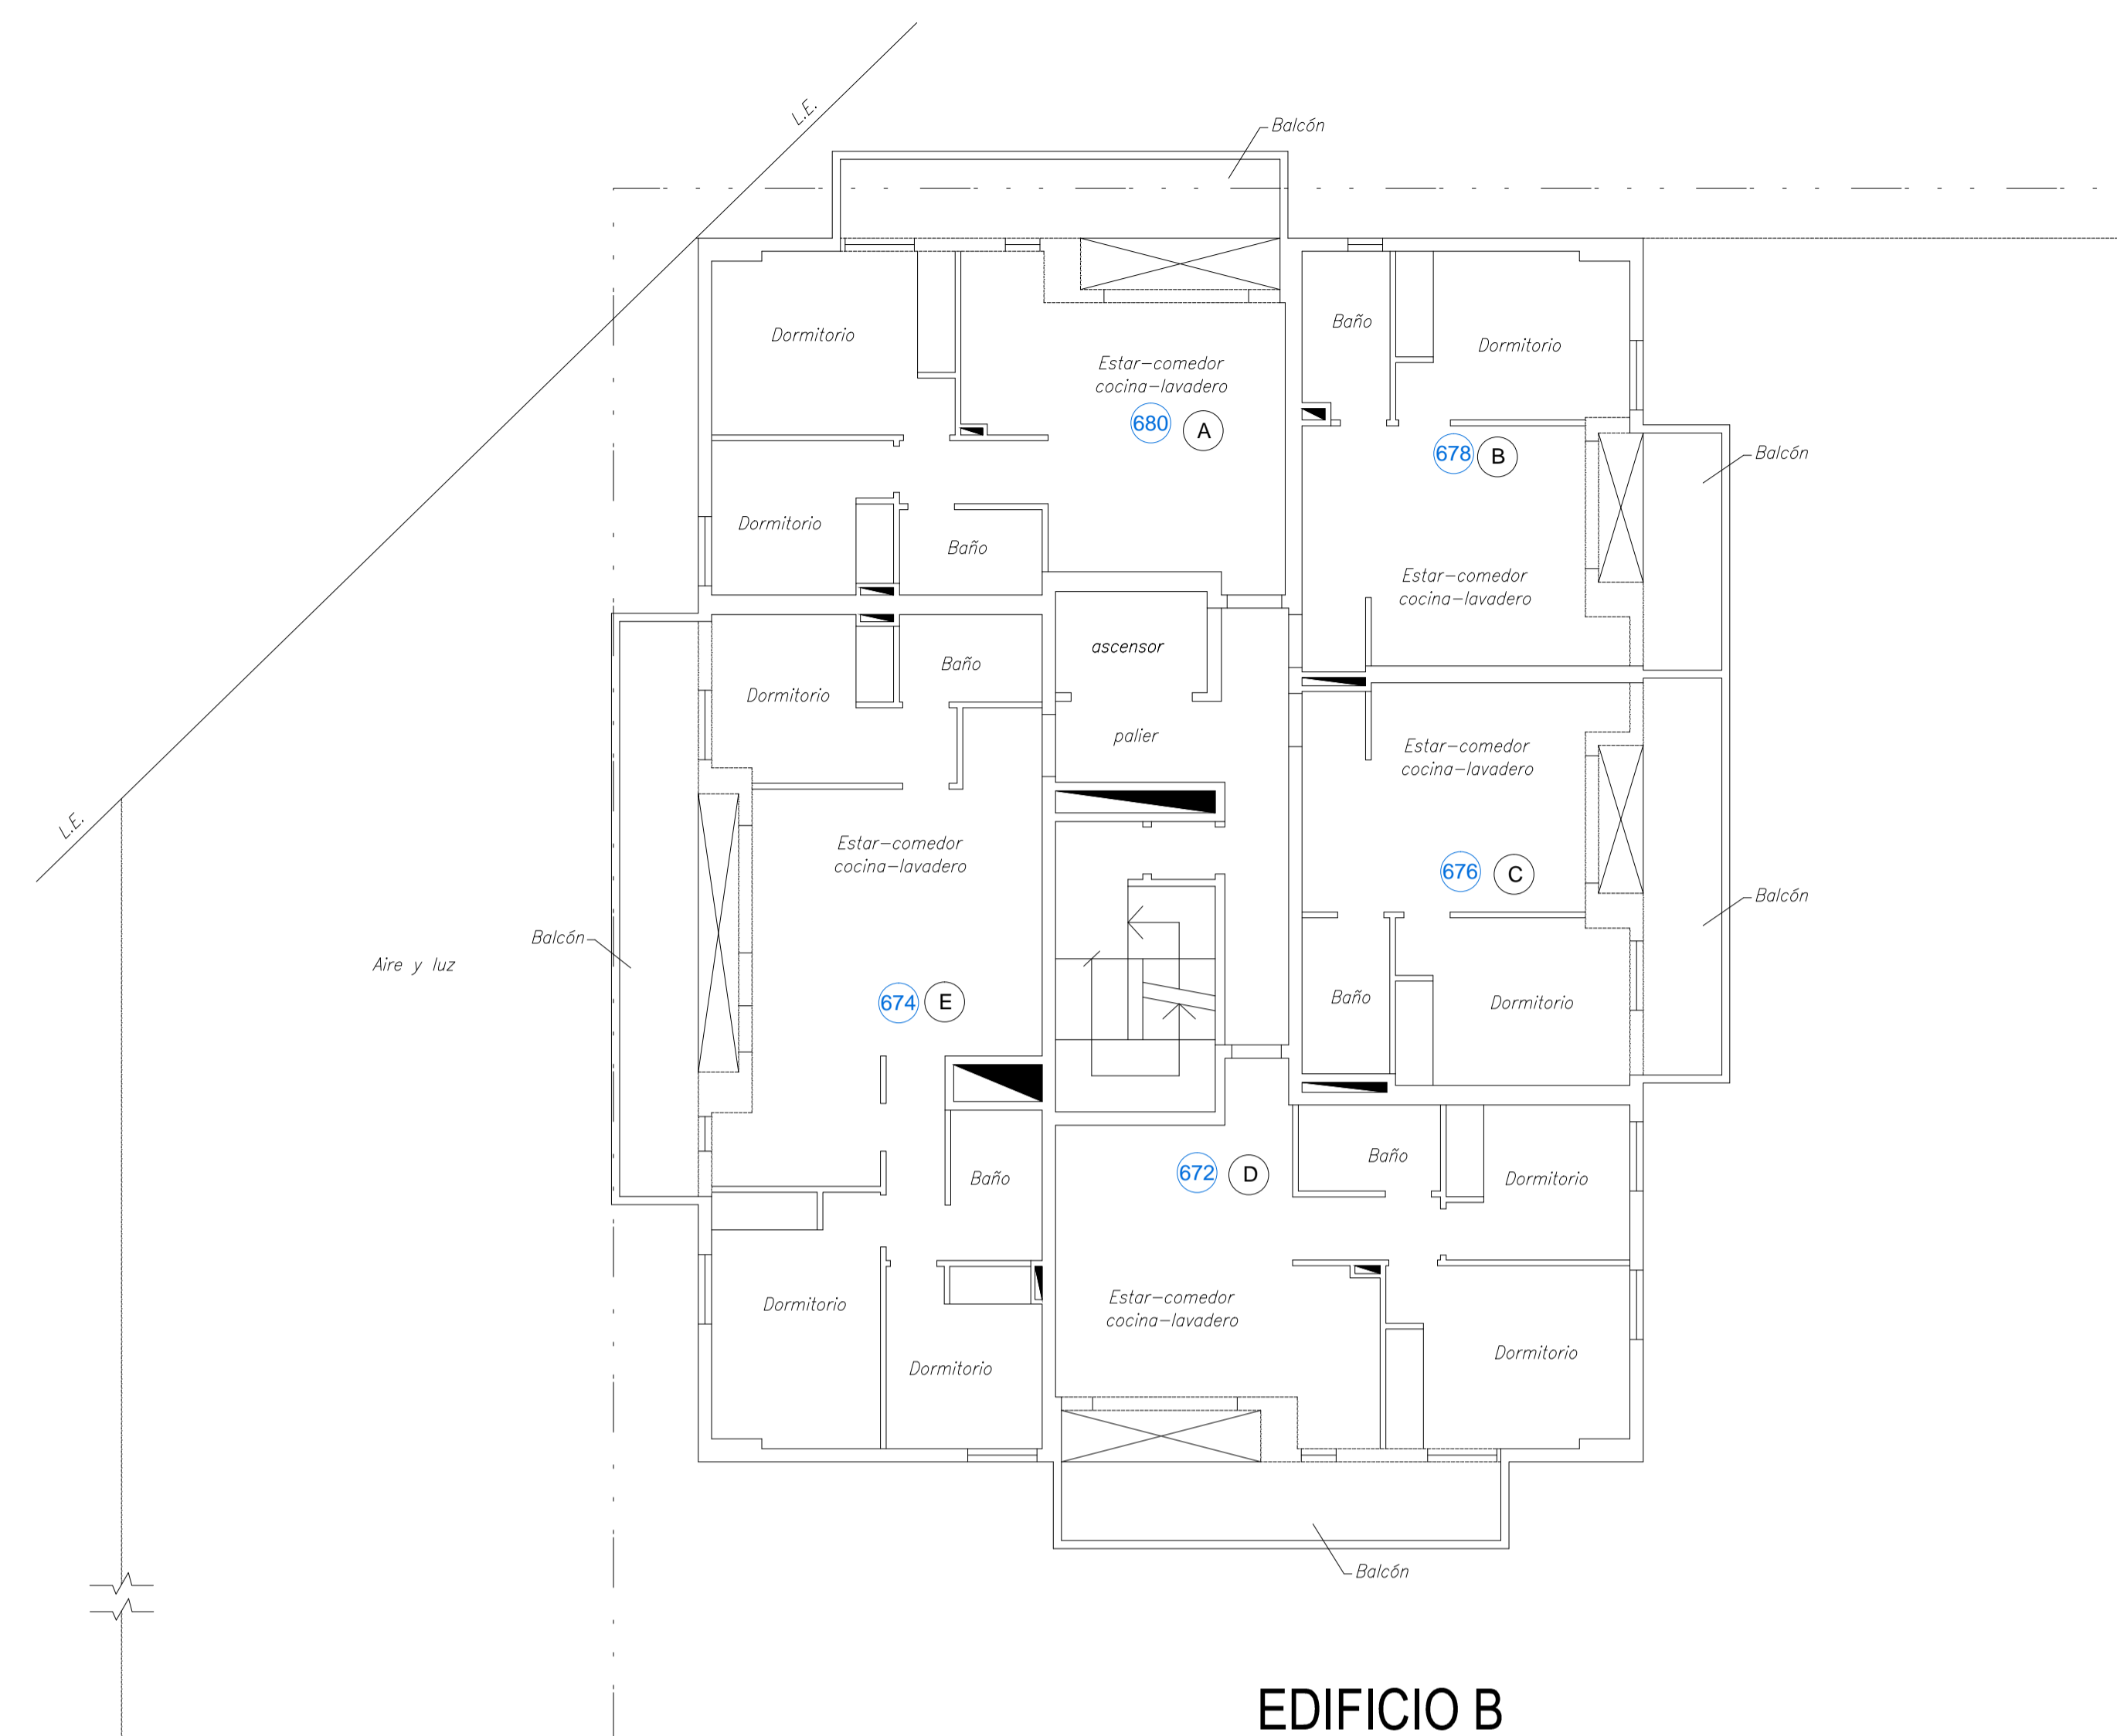 L.E.
Balcón
Dormitorio
Baño
Dormitorio
Estar-comedor
cocina-lavadero
680 A
678 B
Balcón
Dormitorio
Baño
Estar-comedor
cocina-lavadero
ascensor
Baño
Dormitorio
palier
Estar-comedor
cocina-lavadero
L.E.
Estar-comedor
cocina-lavadero
676 C
Balcón
Balcón
Aire y luz
674 E
Baño
Dormitorio
Baño
672 D
Baño
Dormitorio
Dormitorio
Estar-comedor
cocina-lavadero
Dormitorio
Dormitorio
Balcón
EDIFICIO B